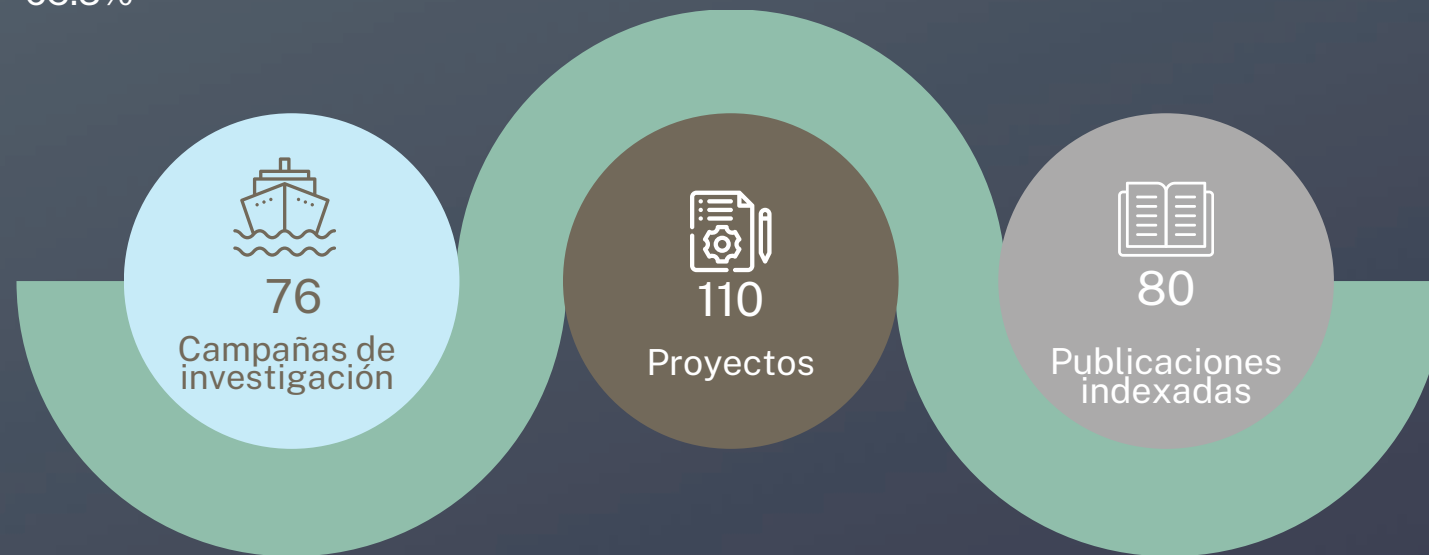 76
Campañas de
investigación
110
Proyectos
80
Publicaciones
indexadas